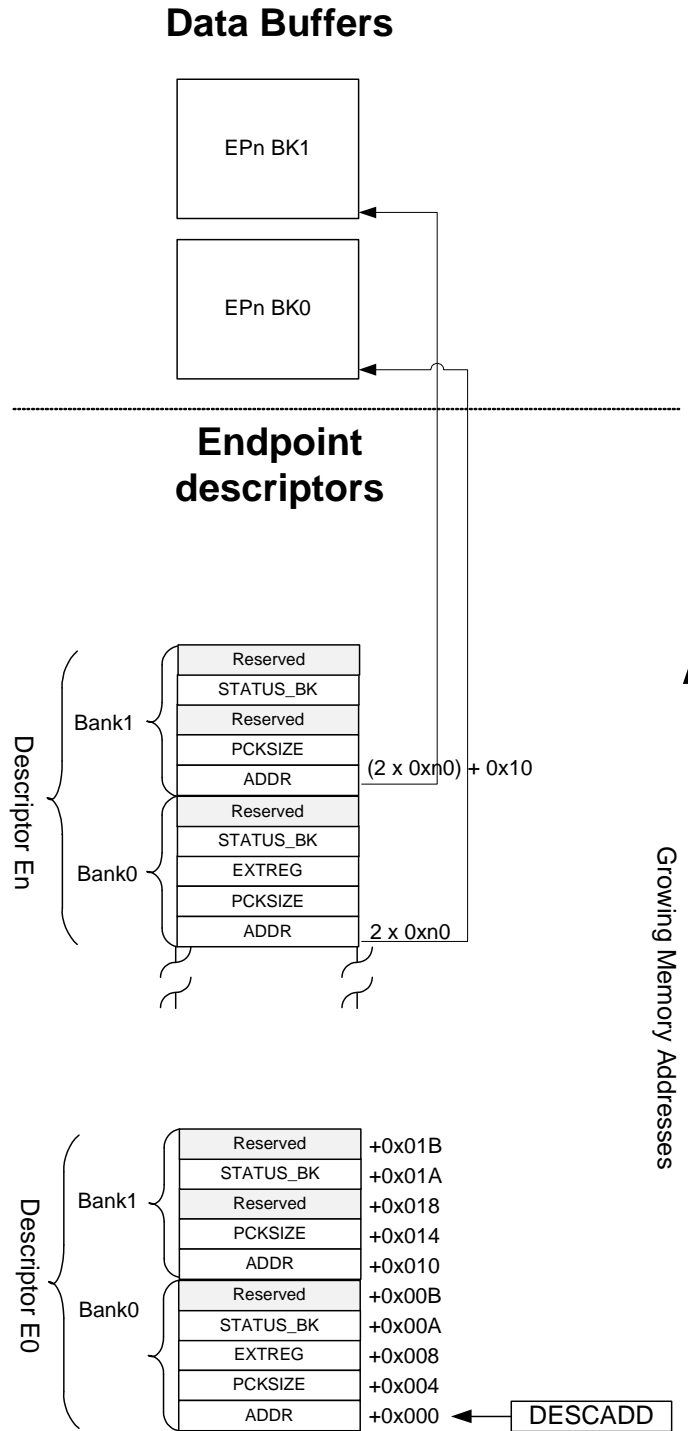 Data Buffers
EPn BK1
EPn BK0
Endpoint
descriptors
Descriptor En
Bank1
Reserved
STATUS_BK
Reserved
PCKSIZE
ADDR (2 x 0xn0) + 0x10
Bank0
Reserved
STATUS_BK
EXTREG
PCKSIZE
ADDR 2 x 0xn0
Growing Memory Addresses
Descriptor E0
Bank1
Reserved +0x01B
STATUS_BK +0x01A
Reserved +0x018
PCKSIZE +0x014
ADDR +0x010
Bank0
Reserved +0x00B
STATUS_BK +0x00A
EXTREG +0x008
PCKSIZE +0x004
ADDR +0x000 DESCADD